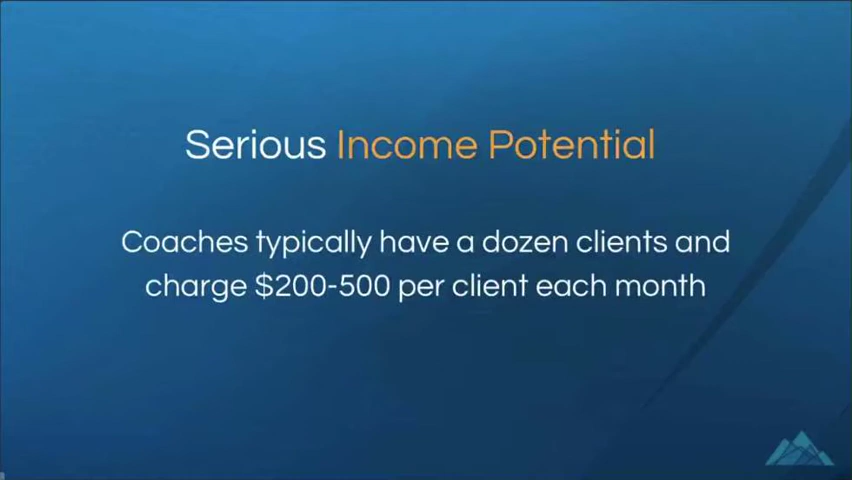 Serious Income Potential
Coaches typically have a dozen clients and
charge $200-500 per client each month